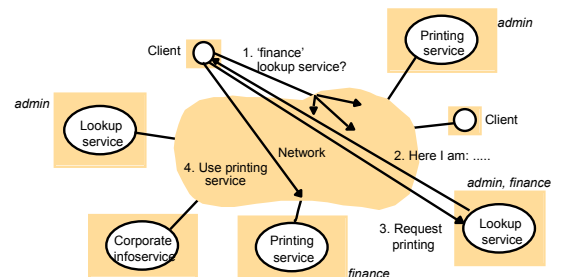 admin
Printing
service
Client
1. ‘finance’
lookup service?
admin
Lookup
service
Client
Network
2. Here I am: .....
4. Use printing
service
admin, finance
3. Request
printing
Lookup
service
Corporate
infoservice
Printing
service
finance